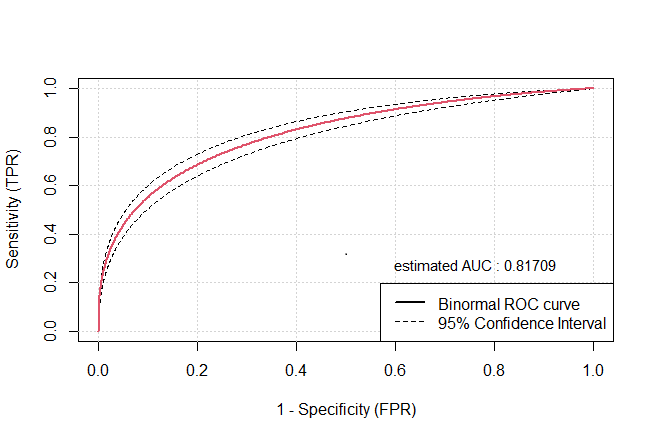 Sensitivity (TPR)
1.0
0.8
0.6
0.4
0.2
0.0
estimated AUC : 0.81709
Binormal ROC curve
95% Confidence Interval
0.0 0.2 0.4 0.6 0.8 1.0
1 - Specificity (FPR)